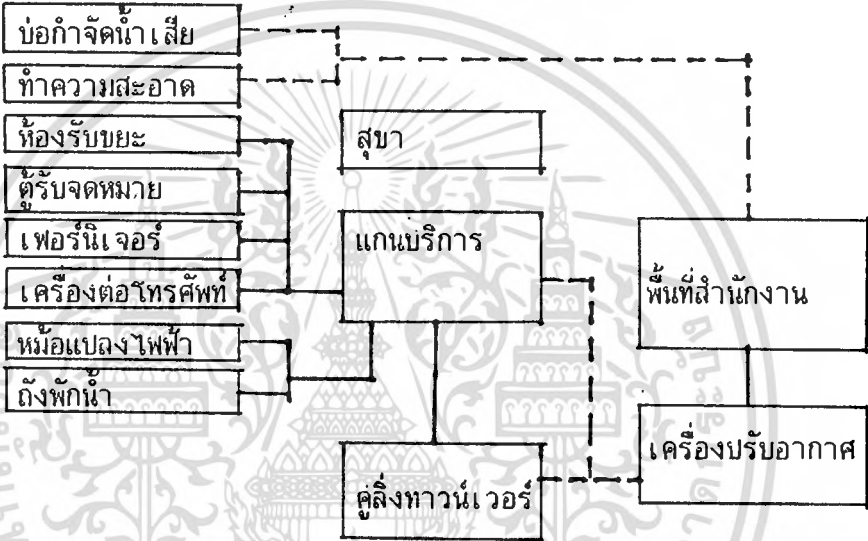 บ่อกำจัดน้ำเสีย
ทำความสะอาด
ห้องรับขยะ
ตู้รับจดหมาย
เฟอร์นิเจอร์
เครื่องต่อโทรศัพท์
หม้อแปลงไฟฟ้า
ถังพักน้ำ
สุขา
แกนบริการ
คู่ลิ่งทาวน์เวอร์
พื้นที่สำนักงาน
เครื่องปรับอากาศ